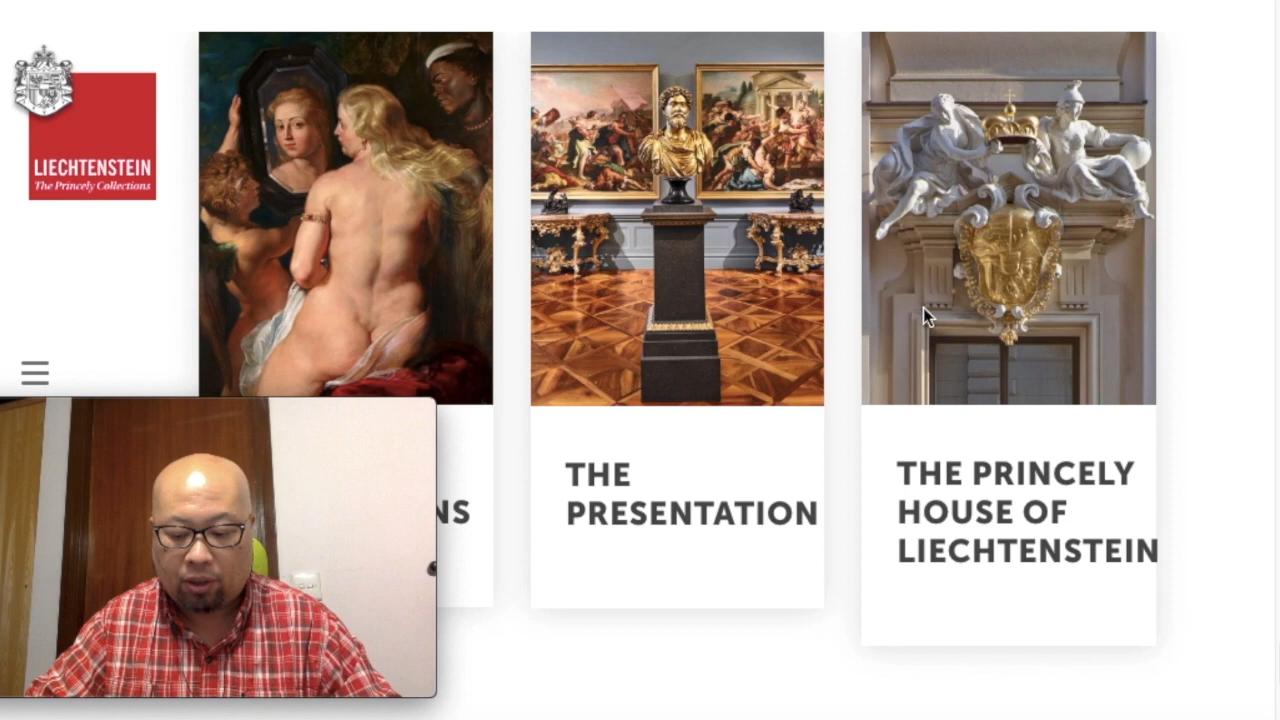 LIECHTENSTEIN
The Princely Collections
NS
THE
PRESENTATION
THE PRINCELY
HOUSE OF
LIECHTENSTEIN